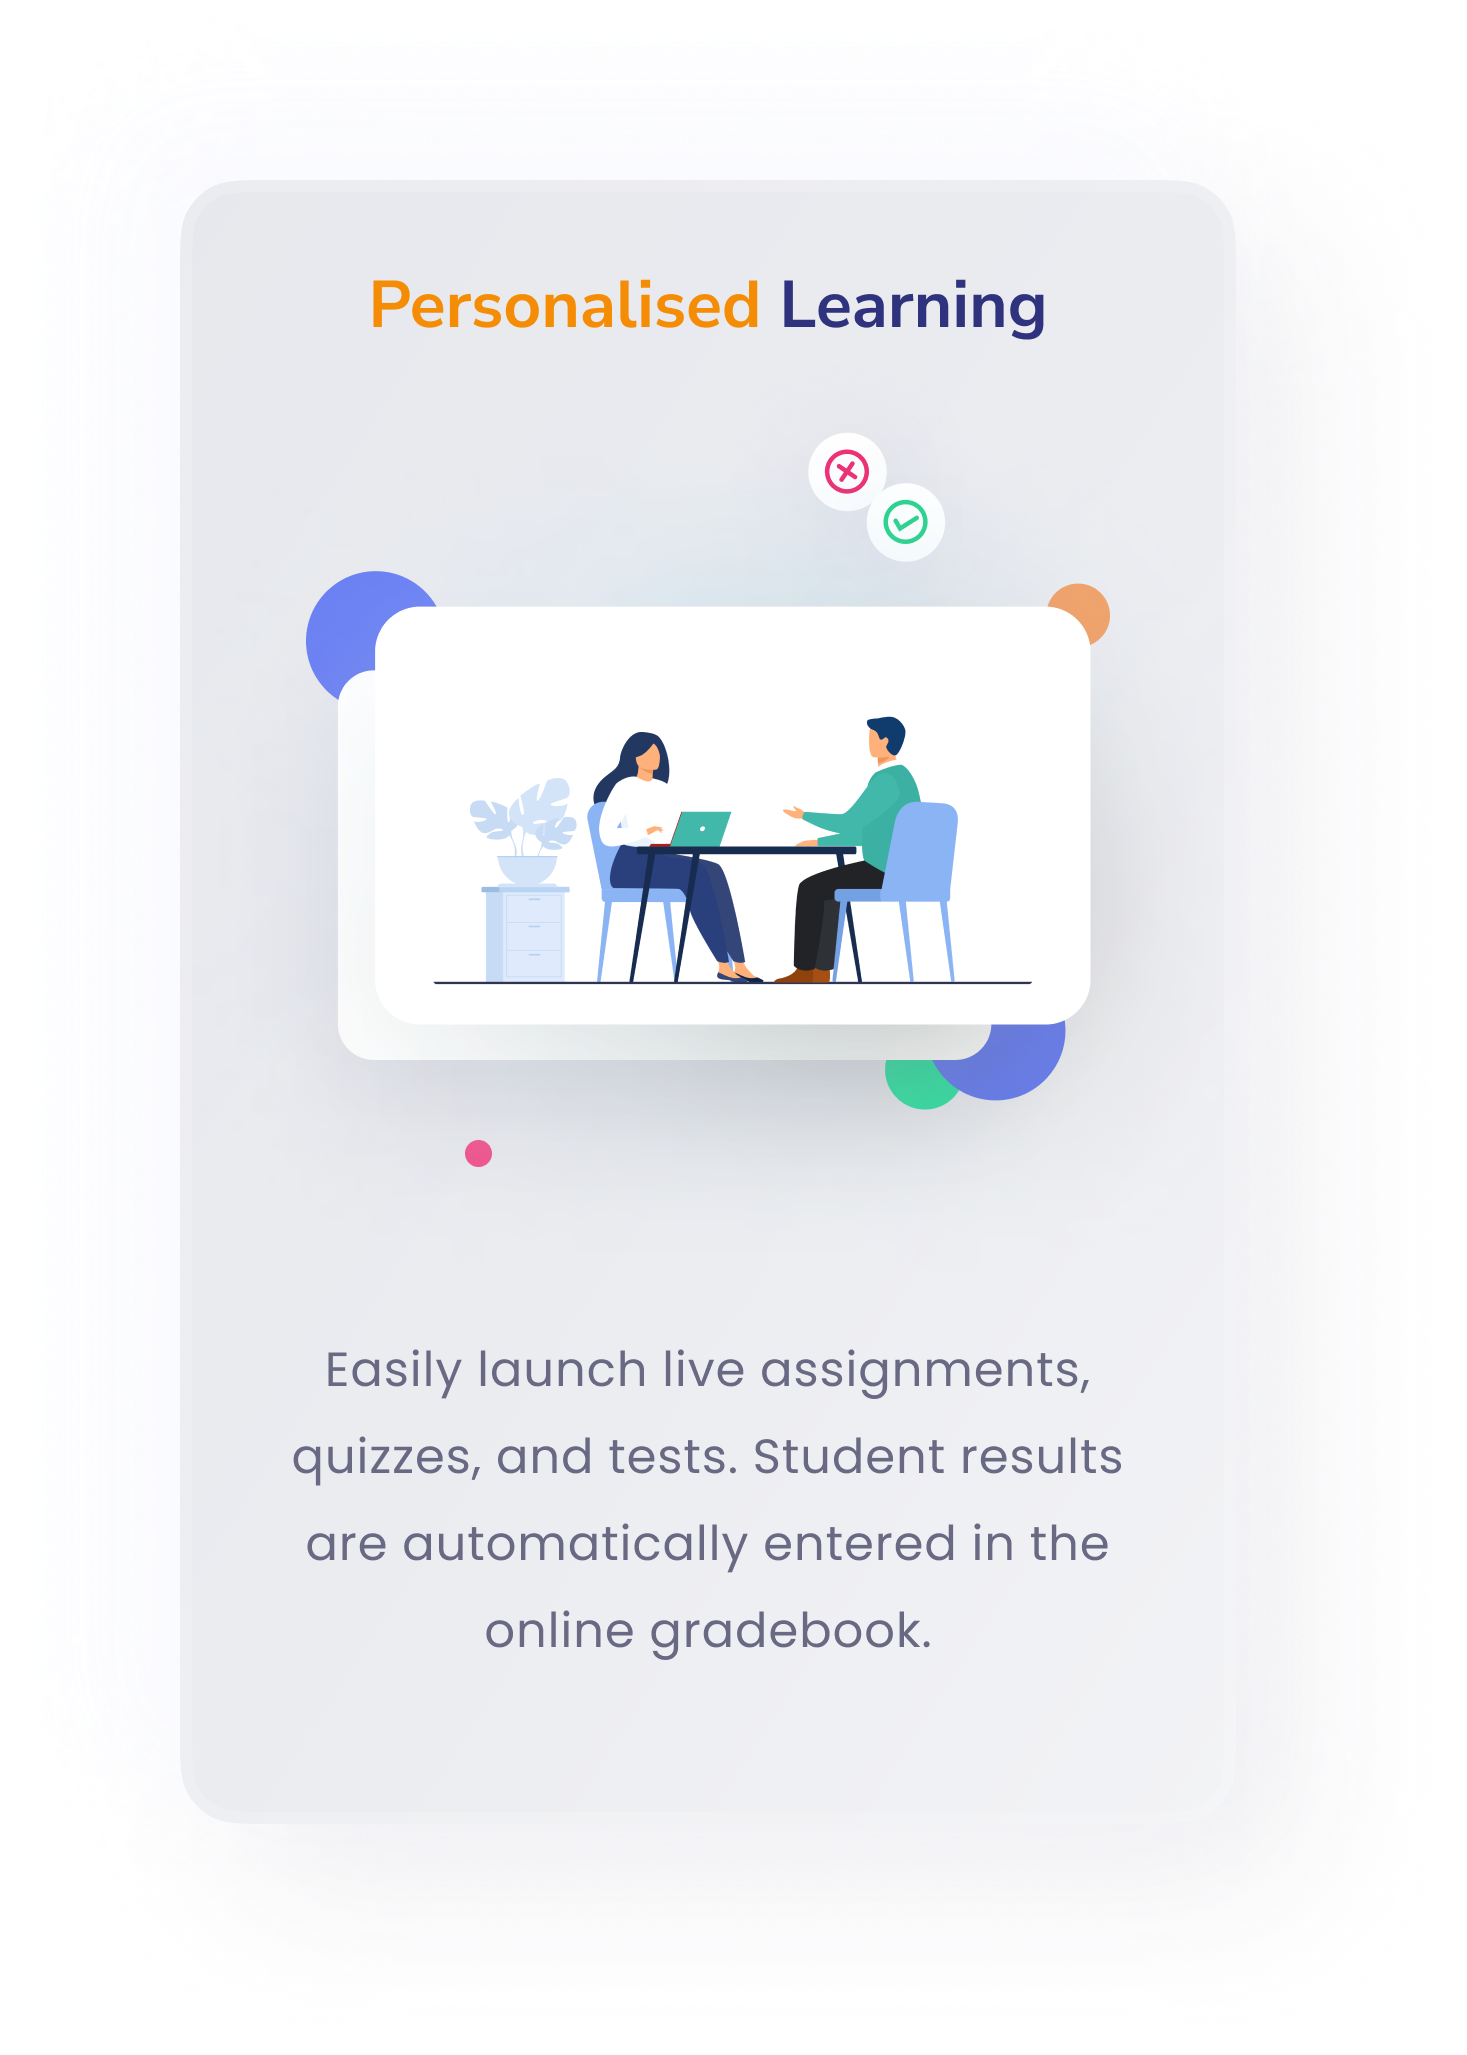 Personalised Learning
Easily launch live assignments,
quizzes, and tests. Student results
are automatically entered in the
online gradebook.